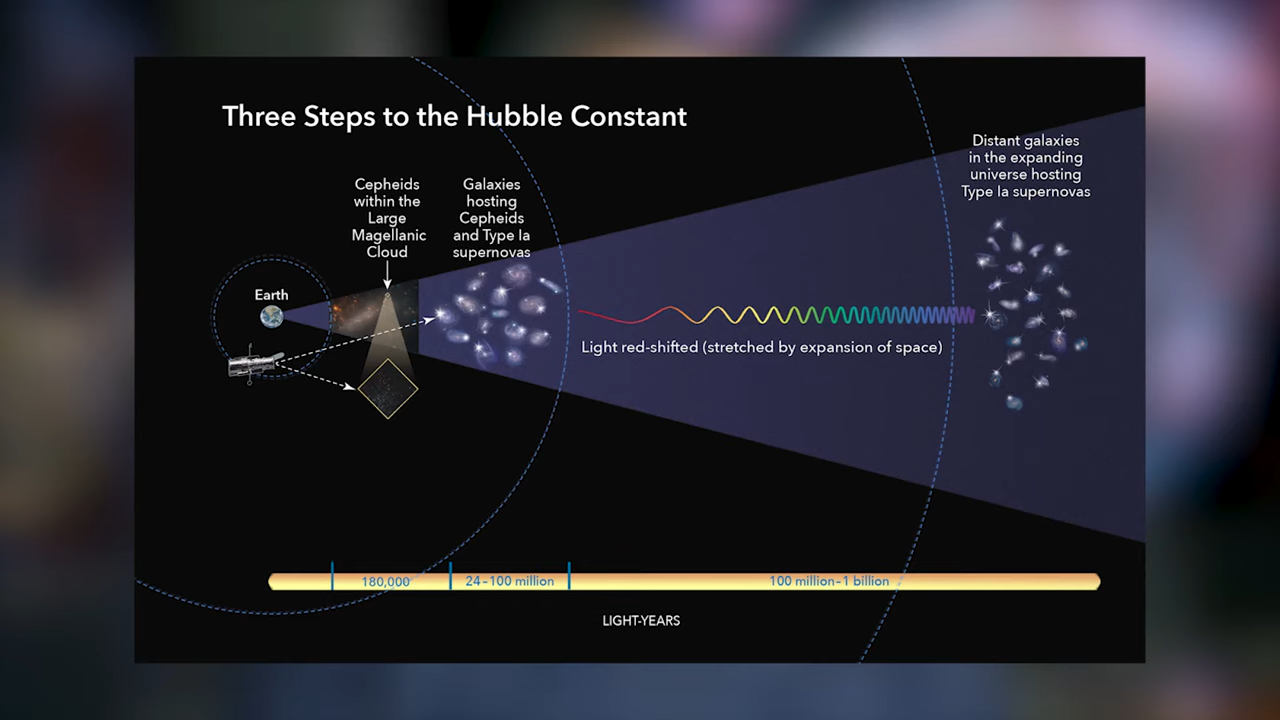 Three Steps to the Hubble Constant
Cepheids
within the
Large
Magellanic
Cloud
Galaxies
hosting
Cepheids
and Type Ia
supernovas
Distant galaxies
in the expanding
universe hosting
Type Ia supernovas
Earth
Light red-shifted (stretched by expansion of space)
180,000
24–100 million
100 million–1 billion
LIGHT-YEARS